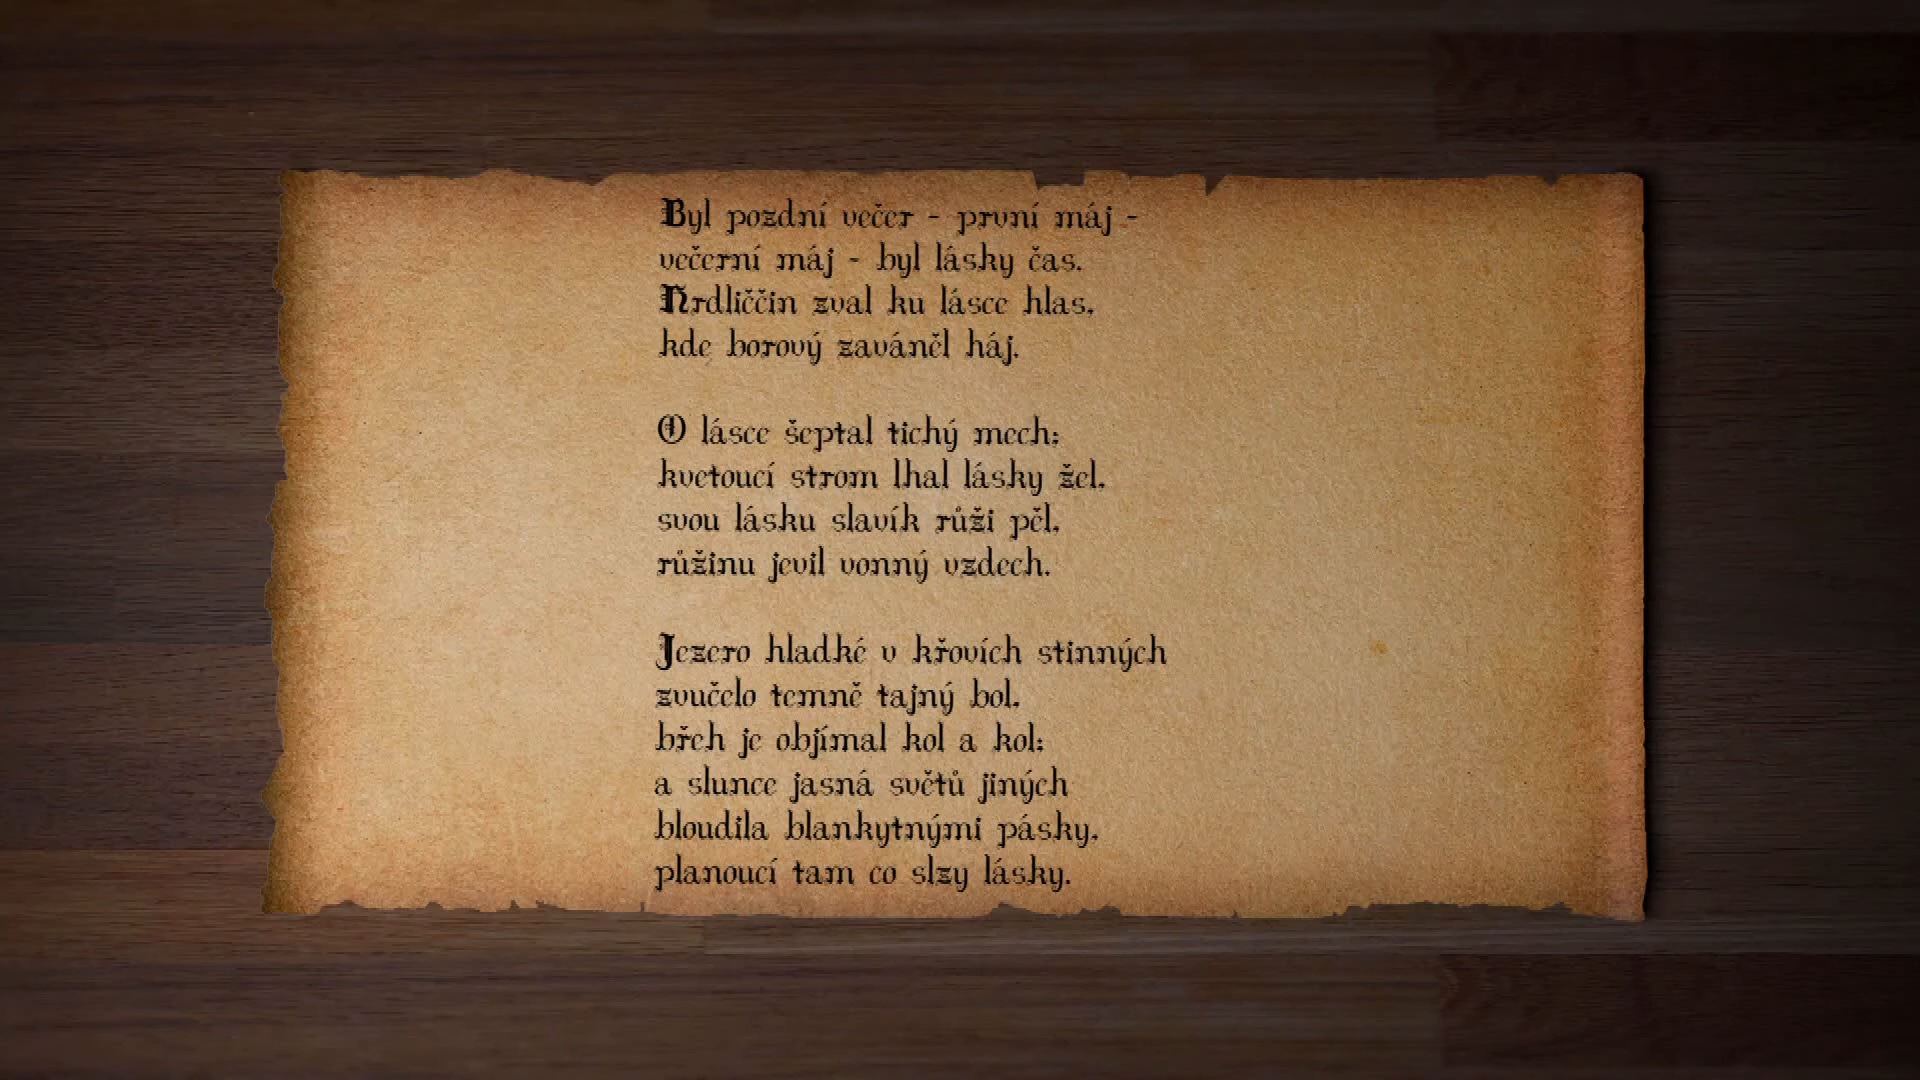 Byl pozdní večer - první máj -
večerní máj - byl lásky čas.
Hrdliččin zval ku lásce hlas,
kde borový zaváněl háj.
O lásce šeptal tichý mech;
kvetoucí strom lhal lásky žel,
svou lásku slavík růži pěl,
růžinu jevil vonný vzdech.
Jezero hladké v křovích stinných
zvučelo temně tajný bol,
břeh je objímal kol a kol;
a slunce jasná světů jiných
bloudila blankytnými pásky,
planoucí tam co slzy lásky.